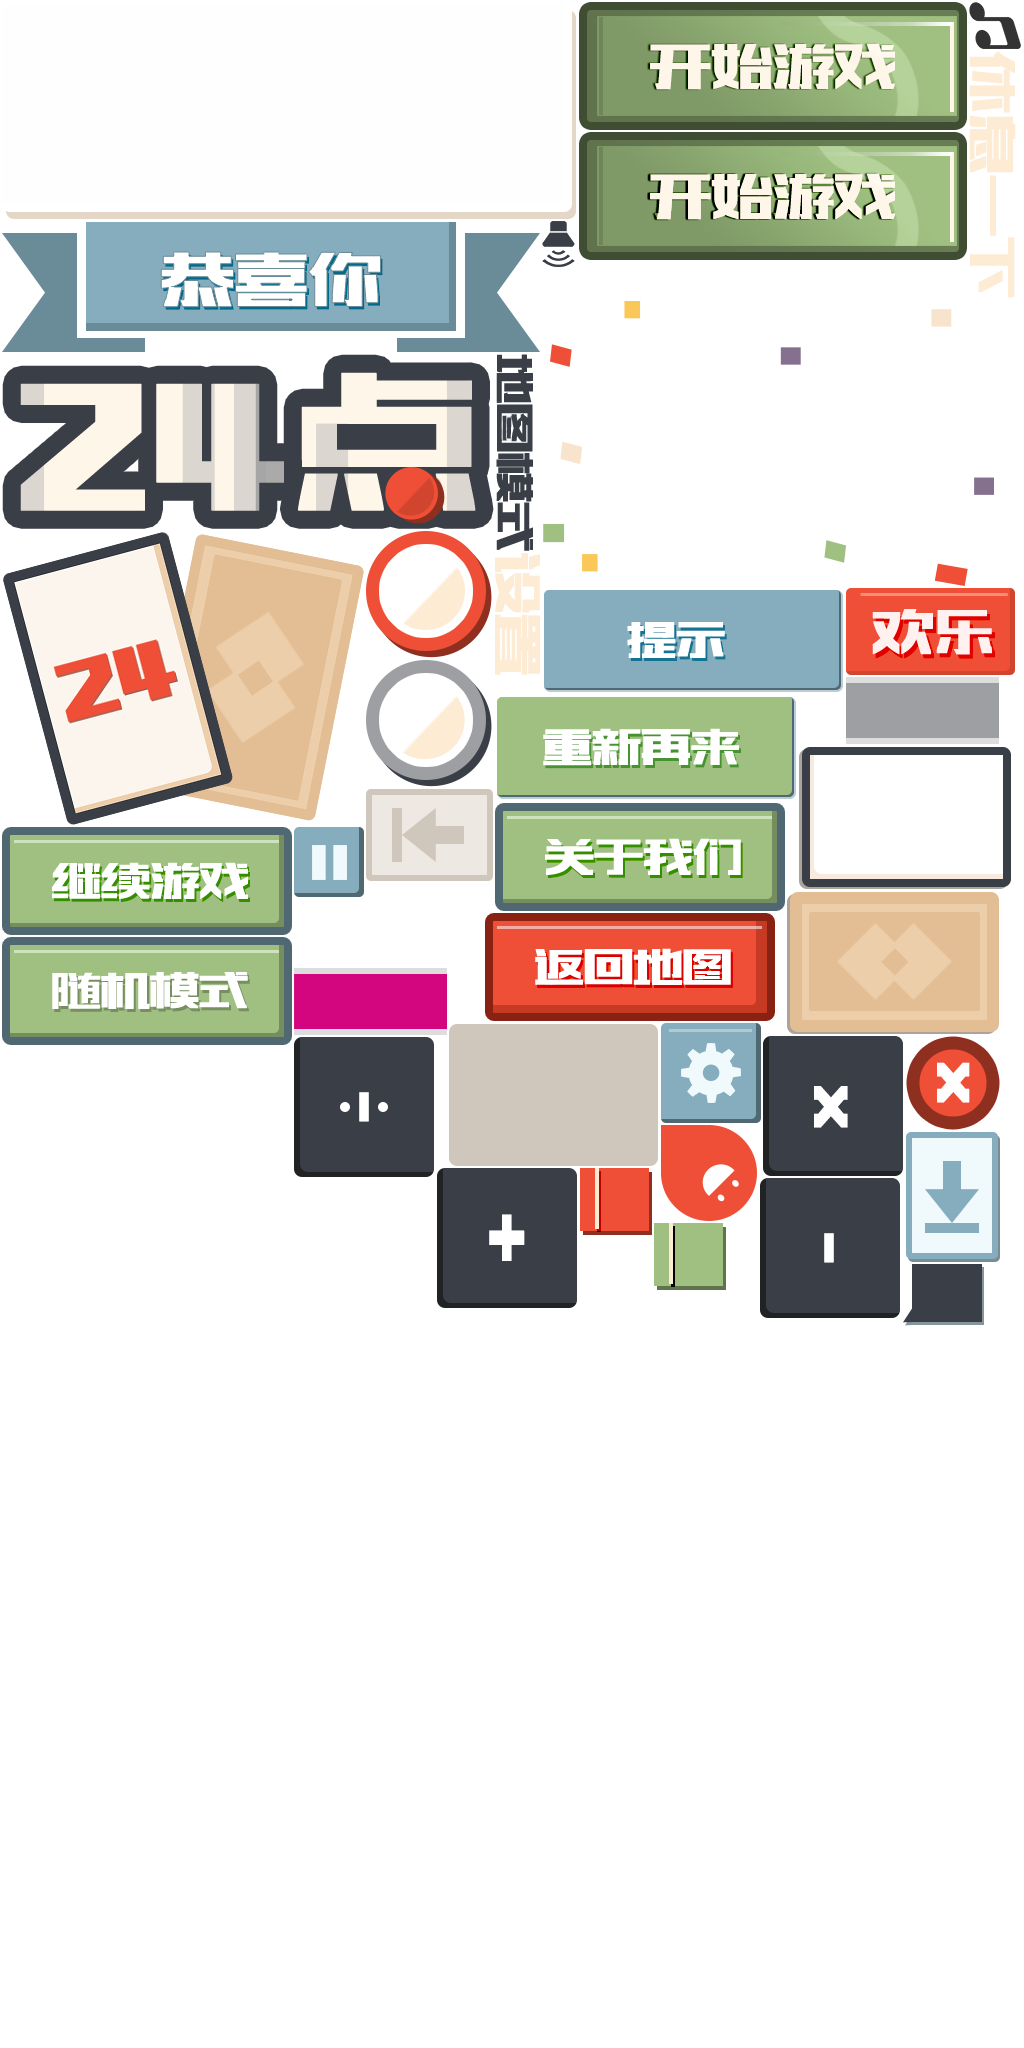 开始游戏
休息一下
开始游戏
恭喜你
24点
地图模式
24
设置
提示
欢乐
重新再来
关于我们
继续游戏
返回地图
随机模式